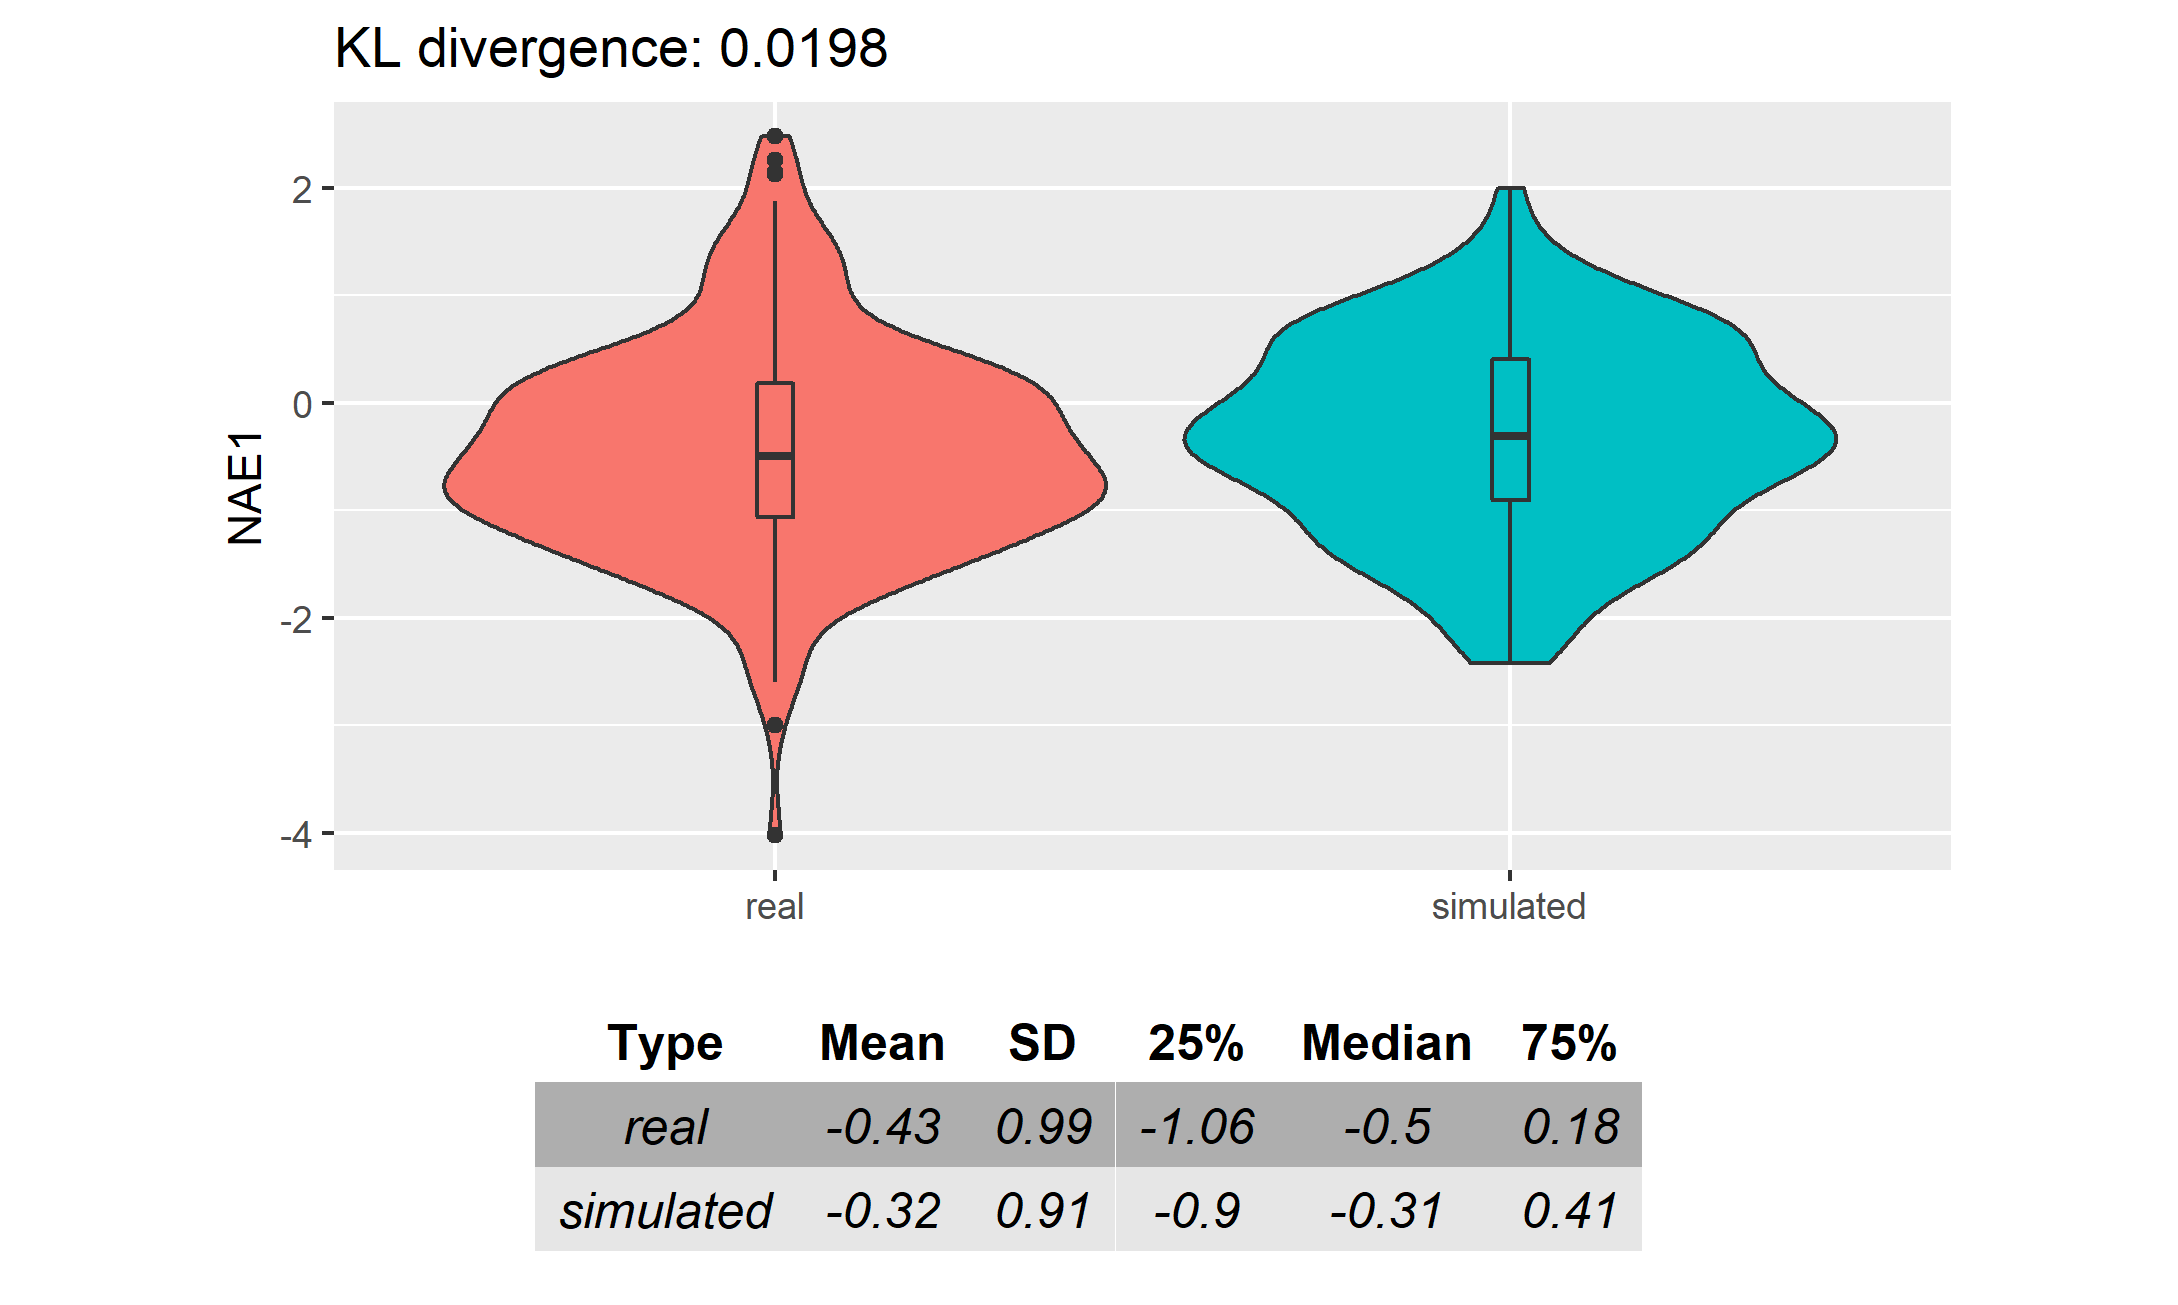 KL divergence: 0.0198
2
0
-2
-4
NAE1
real simulated
Type Mean SD 25% Median 75%
real -0.43 0.99 -1.06 -0.5 0.18
simulated -0.32 0.91 -0.9 -0.31 0.41